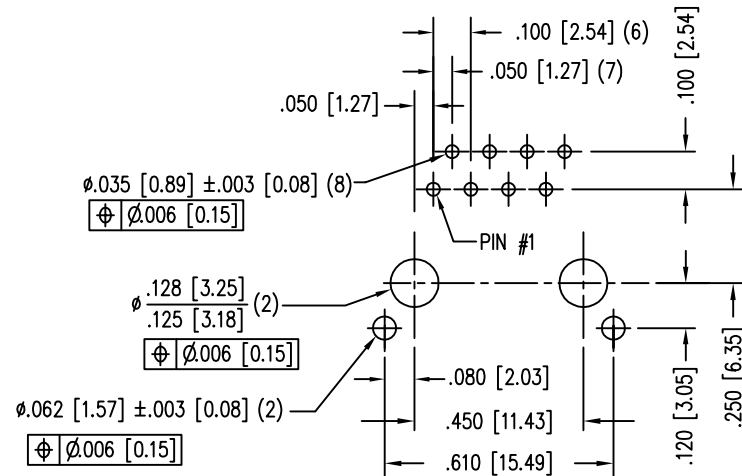 .100 [2.54] (6)
.050 [1.27] (7)
.050 [1.27]
.100 [2.54]
ø.035 [0.89] ±.003 [0.08] (8)
⌖ Ø.006 [0.15]
PIN #1
ø .128 [3.25] (2)
.125 [3.18]
⌖ Ø.006 [0.15]
.080 [2.03]
ø.062 [1.57] ±.003 [0.08] (2)
.450 [11.43]
⌖ Ø.006 [0.15]
.610 [15.49]
.120 [3.05]
.250 [6.35]